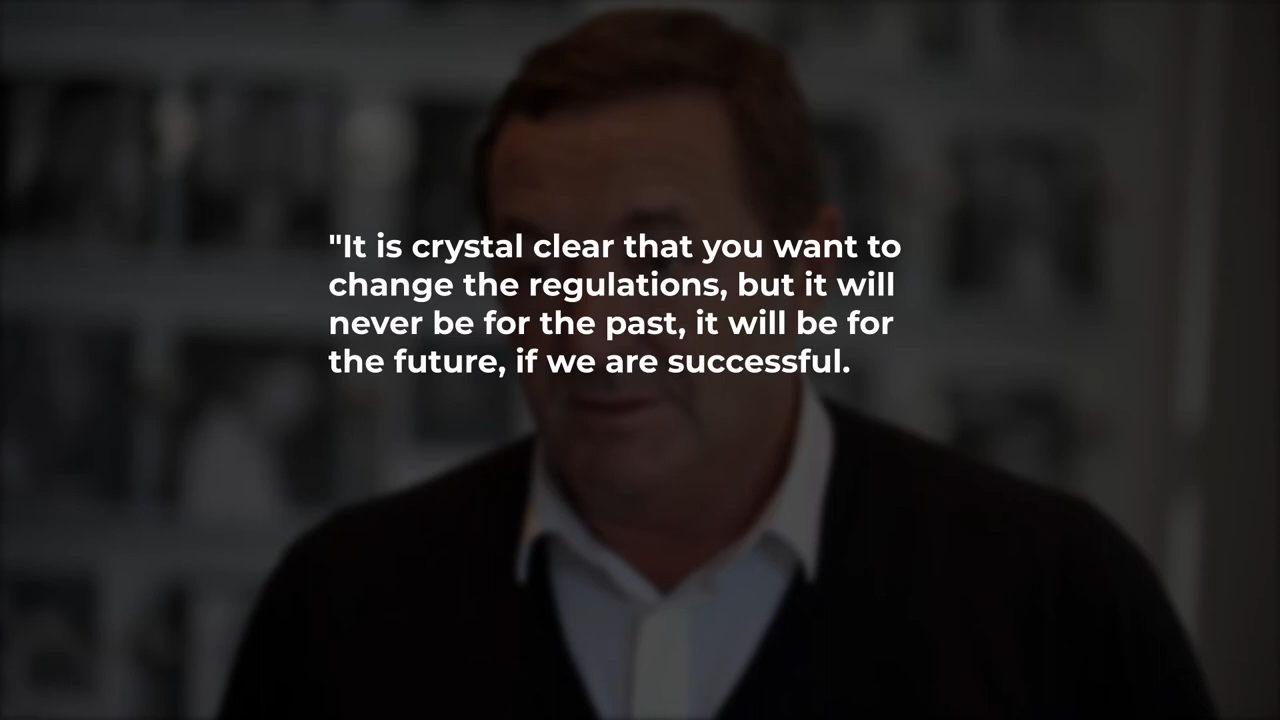 "It is crystal clear that you want to
change the regulations, but it will
never be for the past, it will be for
the future, if we are successful.